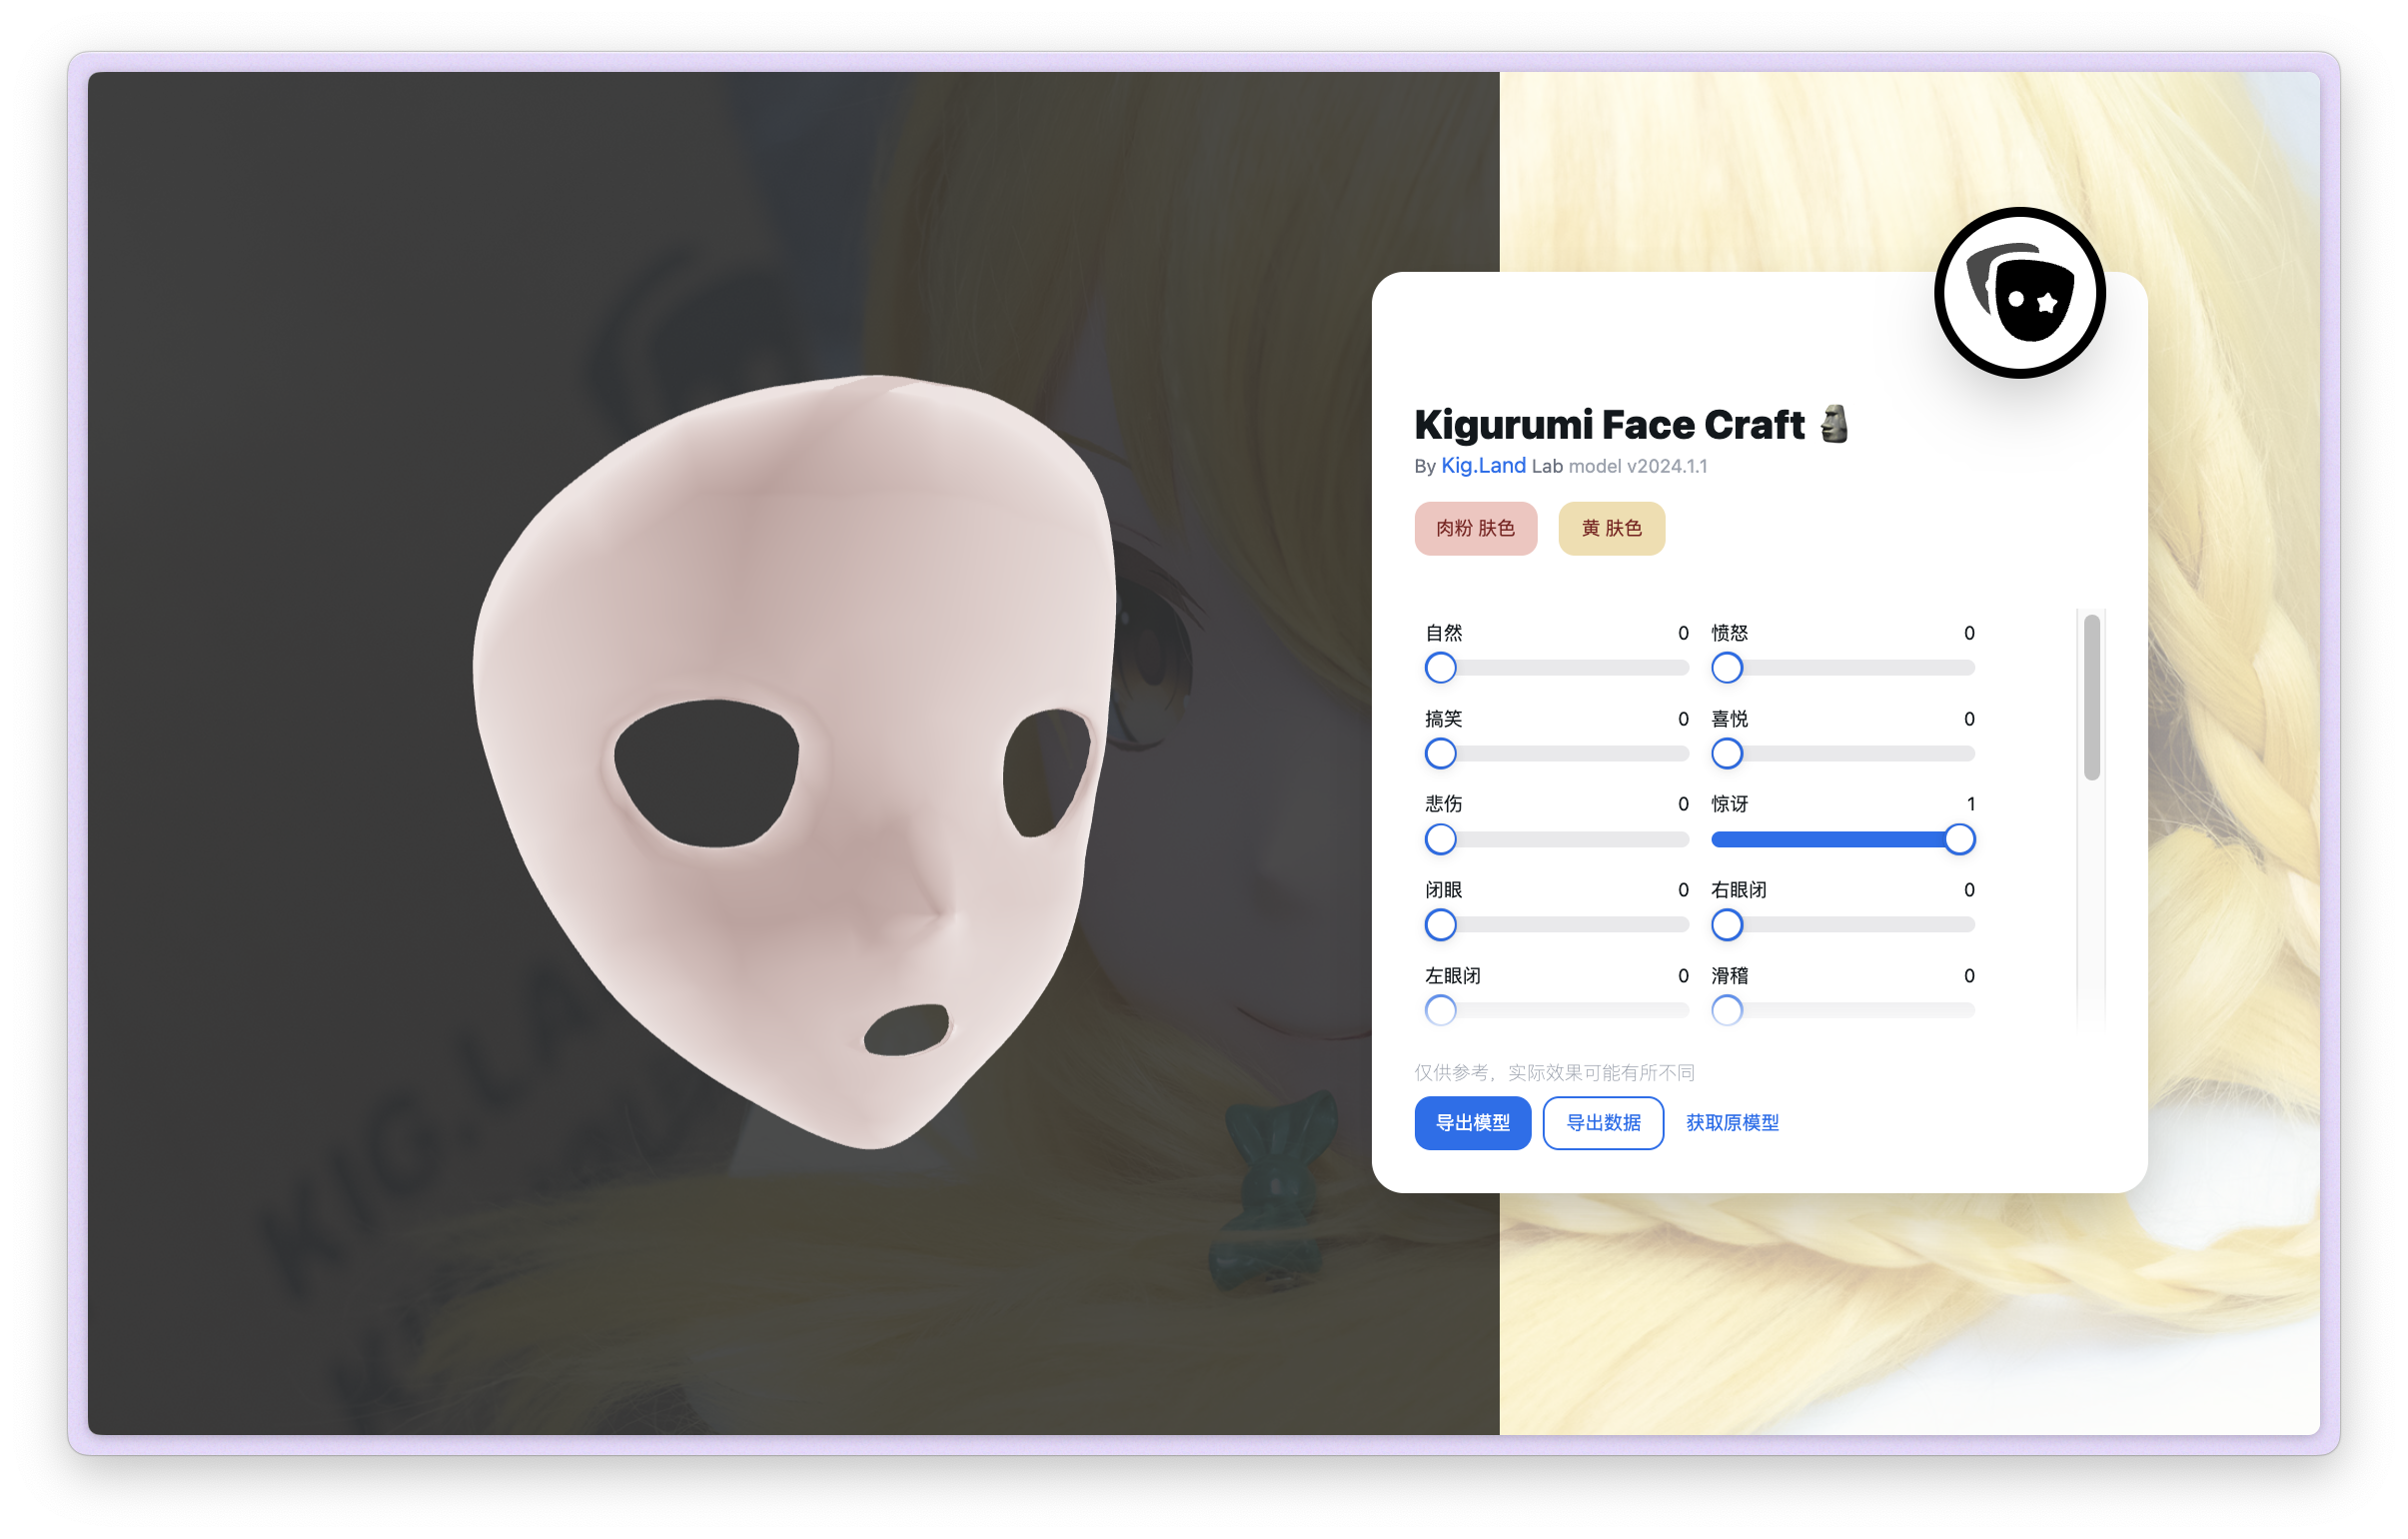 Kigurumi Face Craft 🗿
By Kig.Land Lab model v2024.1.1
肉粉 肤色 黄 肤色
自然 0 愤怒 0
搞笑 0 喜悦 0
悲伤 0 惊讶 1
闭眼 0 右眼闭 0
左眼闭 0 滑稽 0
仅供参考，实际效果可能有所不同
导出模型 导出数据 获取原模型
KIG.LA